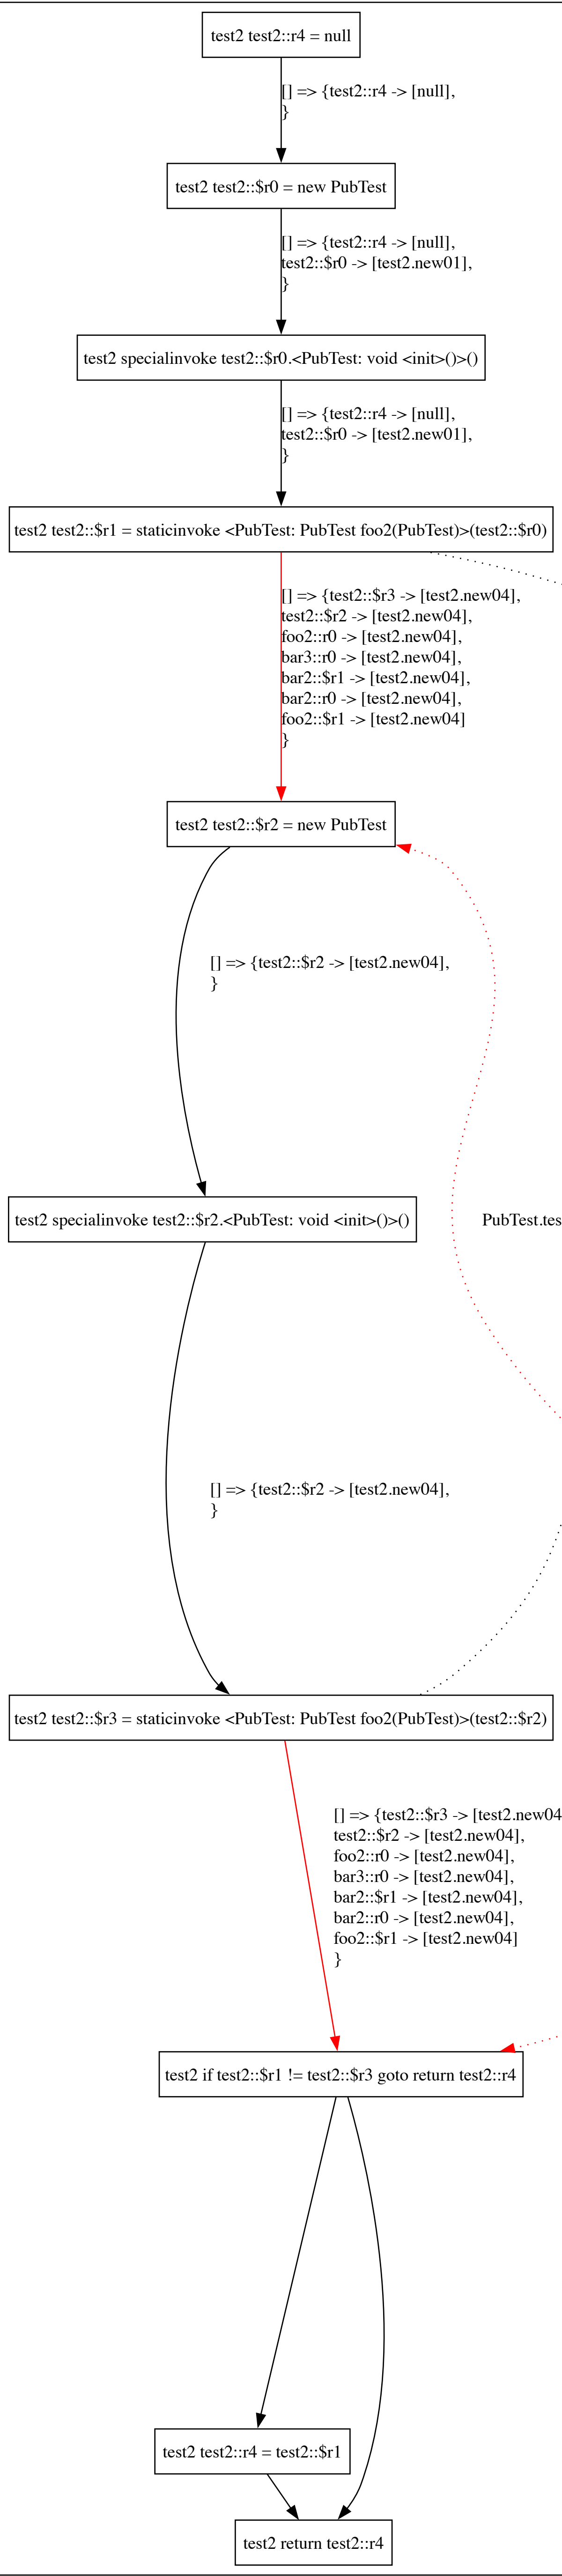 test2 test2::r4 = null
[] => {test2::r4 -> [null],
}
test2 test2::$r0 = new PubTest
[] => {test2::r4 -> [null],
test2::$r0 -> [test2.new01],
}
test2 specialinvoke test2::$r0.<PubTest: void <init>()>()
[] => {test2::r4 -> [null],
test2::$r0 -> [test2.new01],
}
test2 test2::$r1 = staticinvoke <PubTest: PubTest foo2(PubTest)>(test2::$r0)
[] => {test2::$r3 -> [test2.new04],
test2::$r2 -> [test2.new04],
foo2::r0 -> [test2.new04],
bar3::r0 -> [test2.new04],
bar2::$r1 -> [test2.new04],
bar2::r0 -> [test2.new04],
foo2::$r1 -> [test2.new04]
}
test2 test2::$r2 = new PubTest
[] => {test2::$r2 -> [test2.new04],
}
test2 specialinvoke test2::$r2.<PubTest: void <init>()>()
PubTest.tes
[] => {test2::$r2 -> [test2.new04],
}
test2 test2::$r3 = staticinvoke <PubTest: PubTest foo2(PubTest)>(test2::$r2)
[] => {test2::$r3 -> [test2.new04
test2::$r2 -> [test2.new04],
foo2::r0 -> [test2.new04],
bar3::r0 -> [test2.new04],
bar2::$r1 -> [test2.new04],
bar2::r0 -> [test2.new04],
foo2::$r1 -> [test2.new04]
}
test2 if test2::$r1 != test2::$r3 goto return test2::r4
test2 test2::r4 = test2::$r1
test2 return test2::r4